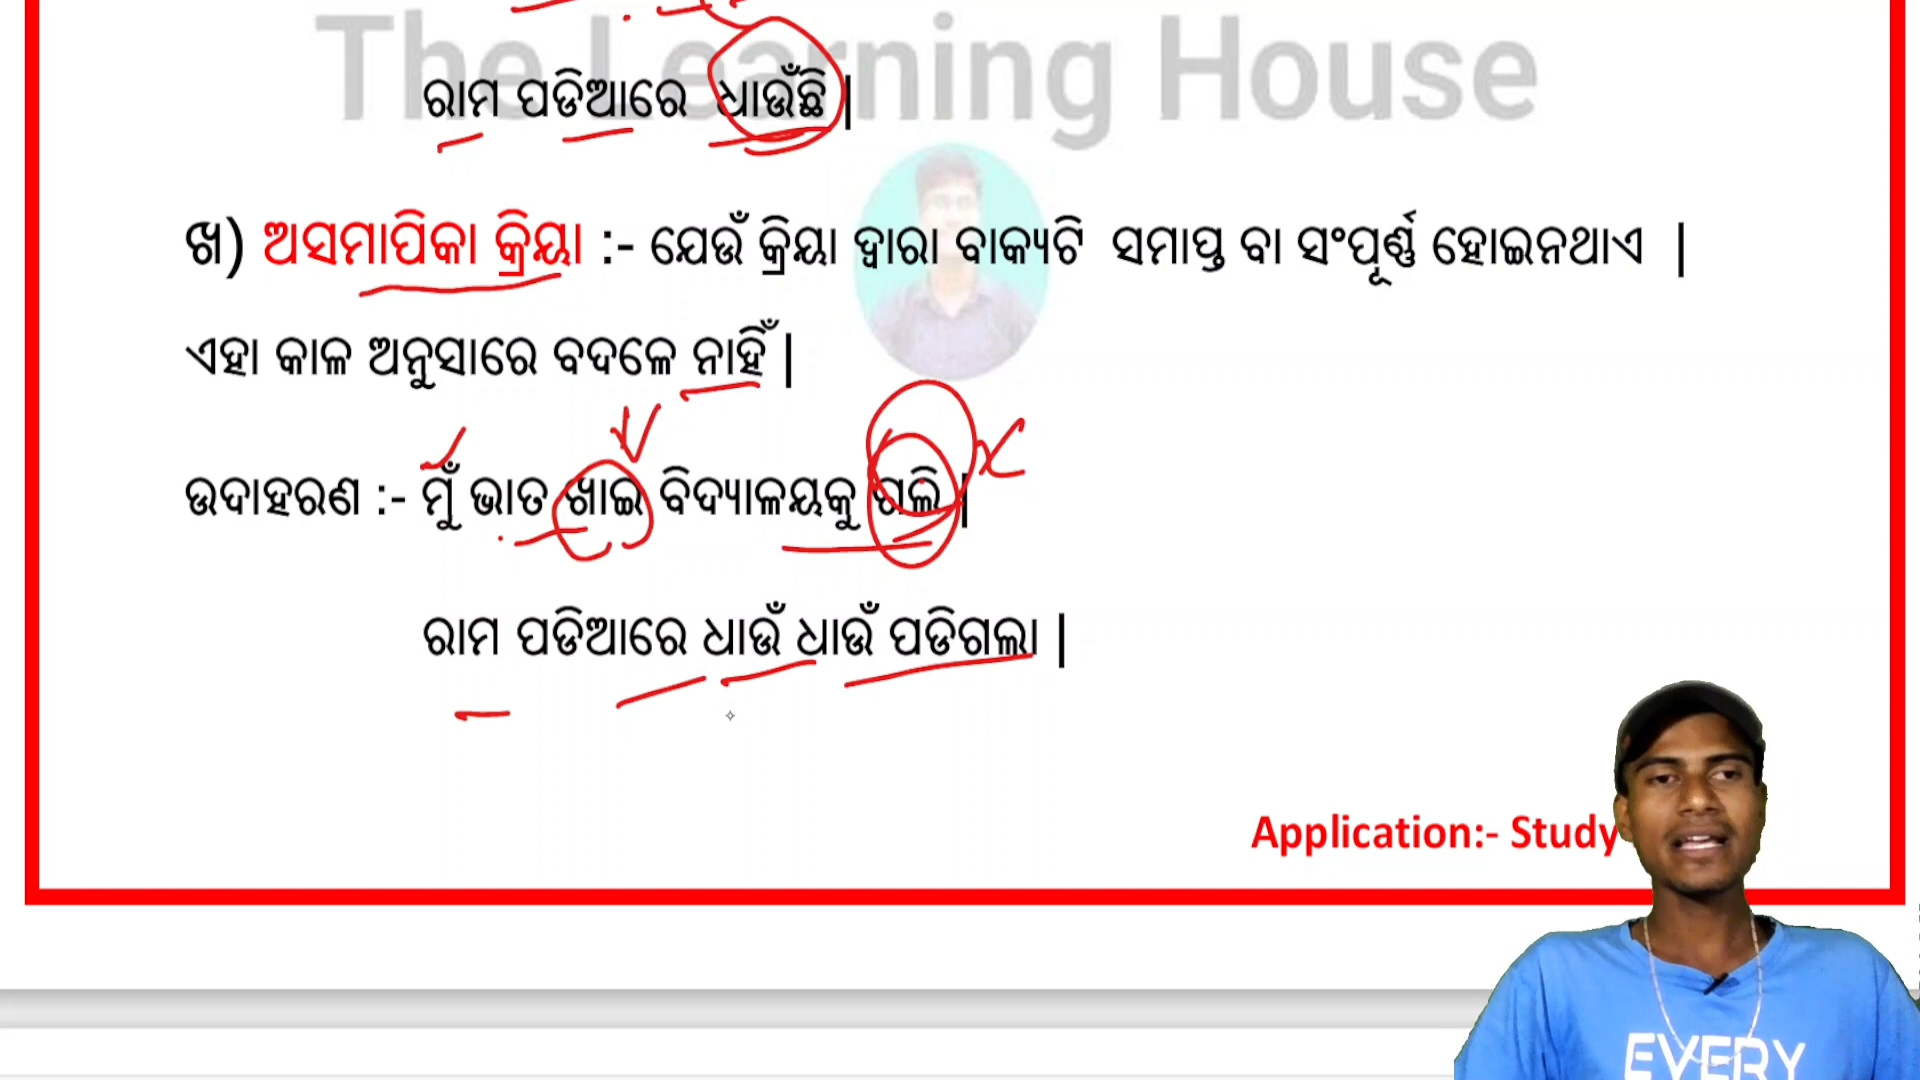 The Learning House
ରାମ ପଡିଆରେ ଧାଉଁଛି |
ଖ) ଅସମାପିକା କ୍ରିୟା :- ଯେଉଁ କ୍ରିୟା ଦ୍ୱାରା ବାକ୍ୟଟି ସମାପ୍ତ ବା ସଂପୂର୍ଣ୍ଣ ହୋଇନଥାଏ |
ଏହା କାଳ ଅନୁସାରେ ବଦଳେ ନାହିଁ |
ଉଦାହରଣ :- ମୁଁ ଭାତ ଖାଇ ବିଦ୍ୟାଳୟକୁ ଗଲି |
ରାମ ପଡିଆରେ ଧାଉଁ ଧାଉଁ ପଡିଗଲା |
Application:- Study
EVERY